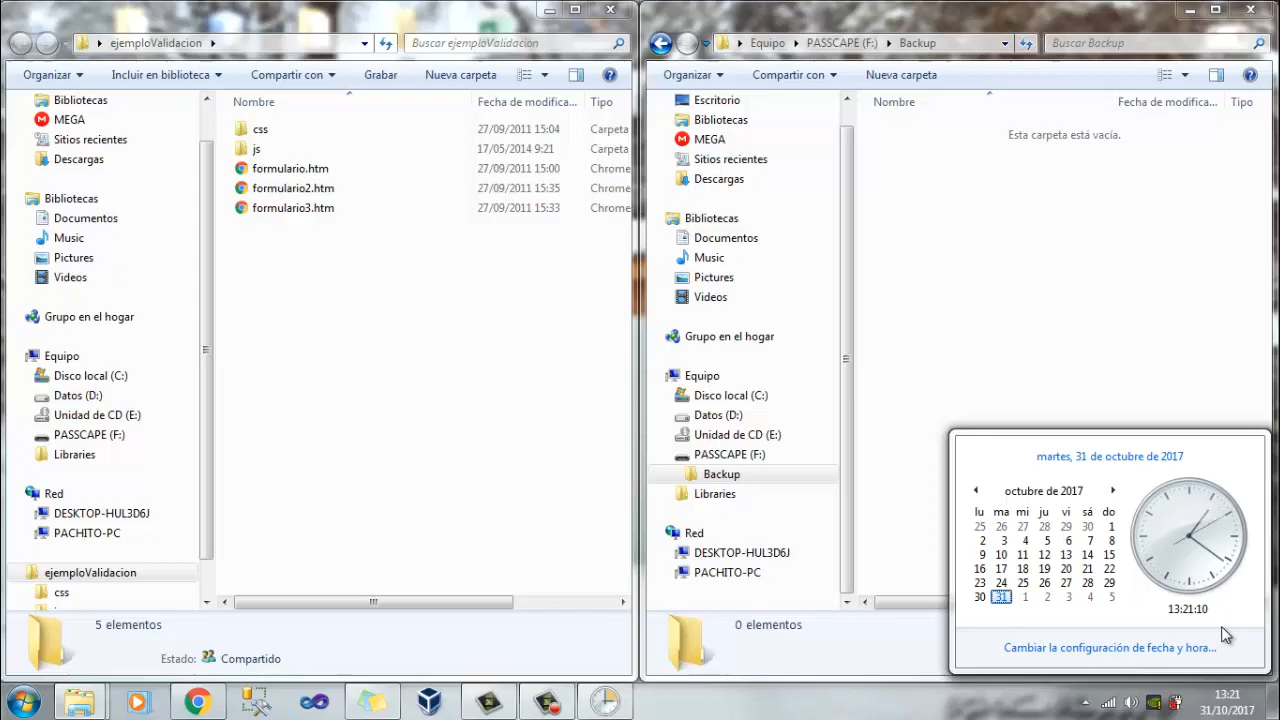 ejemploValidacion
Buscar ejemploValidacion
Organizar
Incluir en biblioteca
Compartir con
Grabar
Nueva carpeta
Bibliotecas
MEGA
Sitios recientes
Descargas
Bibliotecas
Documentos
Music
Pictures
Videos
Grupo en el hogar
Equipo
Disco local (C:)
Datos (D:)
Unidad de CD (E:)
PASSCAPE (F:)
Libraries
Red
DESKTOP-HUL3D6J
PACHITO-PC
ejemploValidacion
css
Nombre
Fecha de modifica...
Tipo
css 27/09/2011 15:04 Carpeta
js 17/05/2014 9:21 Carpeta
formulario.htm 27/09/2011 15:00 Chrome
formulario2.htm 27/09/2011 15:35 Chrome
formulario3.htm 27/09/2011 15:33 Chrome
5 elementos
Estado: Compartido
Equipo PASSCAPE (F:) Backup
Buscar Backup
Organizar
Compartir con
Nueva carpeta
Escritorio
Bibliotecas
MEGA
Sitios recientes
Descargas
Bibliotecas
Documentos
Music
Pictures
Videos
Grupo en el hogar
Equipo
Disco local (C:)
Datos (D:)
Unidad de CD (E:)
PASSCAPE (F:)
Backup
Libraries
Red
DESKTOP-HUL3D6J
PACHITO-PC
Nombre
Fecha de modifica...
Tipo
Esta carpeta está vacía.
0 elementos
martes, 31 de octubre de 2017
octubre de 2017
lu ma mi ju vi sá do
25 26 27 28 29 30 1
2 3 4 5 6 7 8
9 10 11 12 13 14 15
16 17 18 19 20 21 22
23 24 25 26 27 28 29
30 31 1 2 3 4 5
13:21:10
Cambiar la configuración de fecha y hora...
13:21
31/10/2017